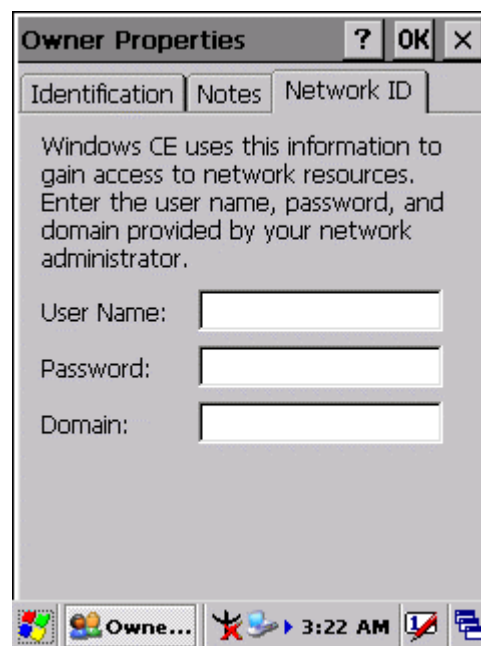 Owner Properties ? OK ×
Identification Notes Network ID
Windows CE uses this information to
gain access to network resources.
Enter the user name, password, and
domain provided by your network
administrator.
User Name:
Password:
Domain:
Owne... 3:22 AM